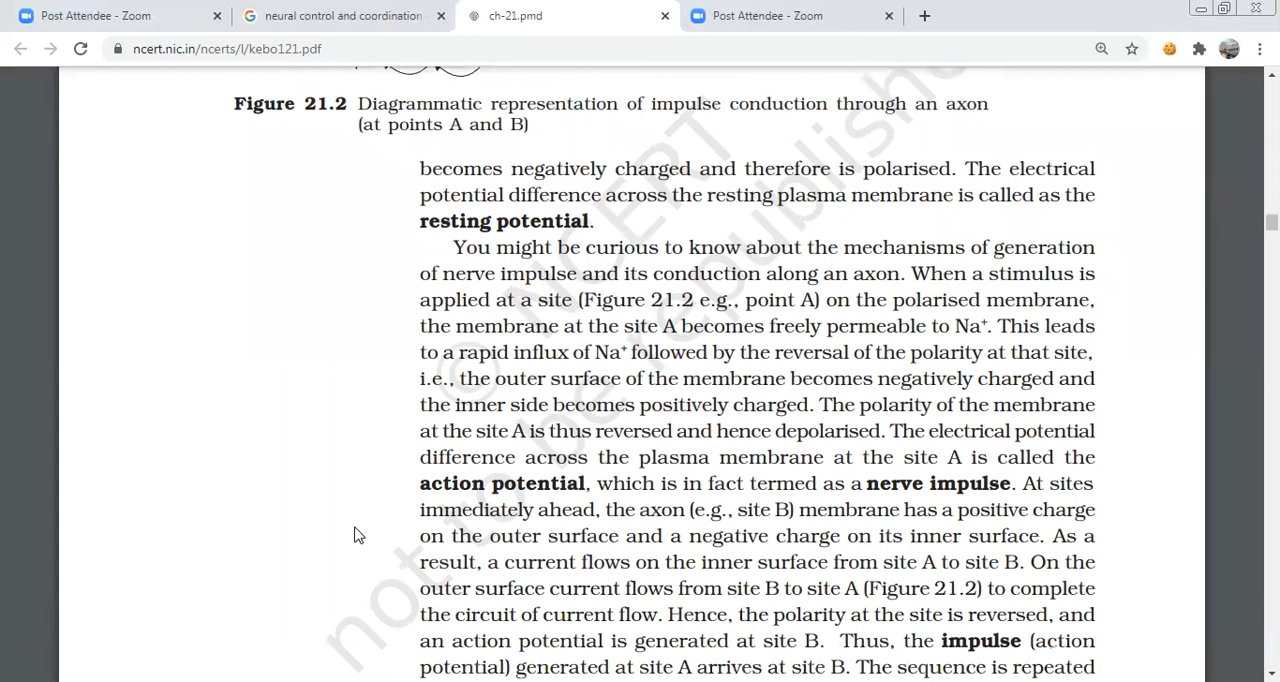 Post Attendee - Zoom
neural control and coordination
ch-21.pmd
Post Attendee - Zoom
ncert.nic.in/ncerts/l/kebo121.pdf
Figure 21.2 Diagrammatic representation of impulse conduction through an axon
(at points A and B)
becomes negatively charged and therefore is polarised. The electrical
potential difference across the resting plasma membrane is called as the
resting potential.
You might be curious to know about the mechanisms of generation
of nerve impulse and its conduction along an axon. When a stimulus is
applied at a site (Figure 21.2 e.g., point A) on the polarised membrane,
the membrane at the site A becomes freely permeable to Na⁺. This leads
to a rapid influx of Na⁺ followed by the reversal of the polarity at that site,
i.e., the outer surface of the membrane becomes negatively charged and
the inner side becomes positively charged. The polarity of the membrane
at the site A is thus reversed and hence depolarised. The electrical potential
difference across the plasma membrane at the site A is called the
action potential, which is in fact termed as a nerve impulse. At sites
immediately ahead, the axon (e.g., site B) membrane has a positive charge
on the outer surface and a negative charge on its inner surface. As a
result, a current flows on the inner surface from site A to site B. On the
outer surface current flows from site B to site A (Figure 21.2) to complete
the circuit of current flow. Hence, the polarity at the site is reversed, and
an action potential is generated at site B. Thus, the impulse (action
potential) generated at site A arrives at site B. The sequence is repeated
© NCERT
not to be republishe